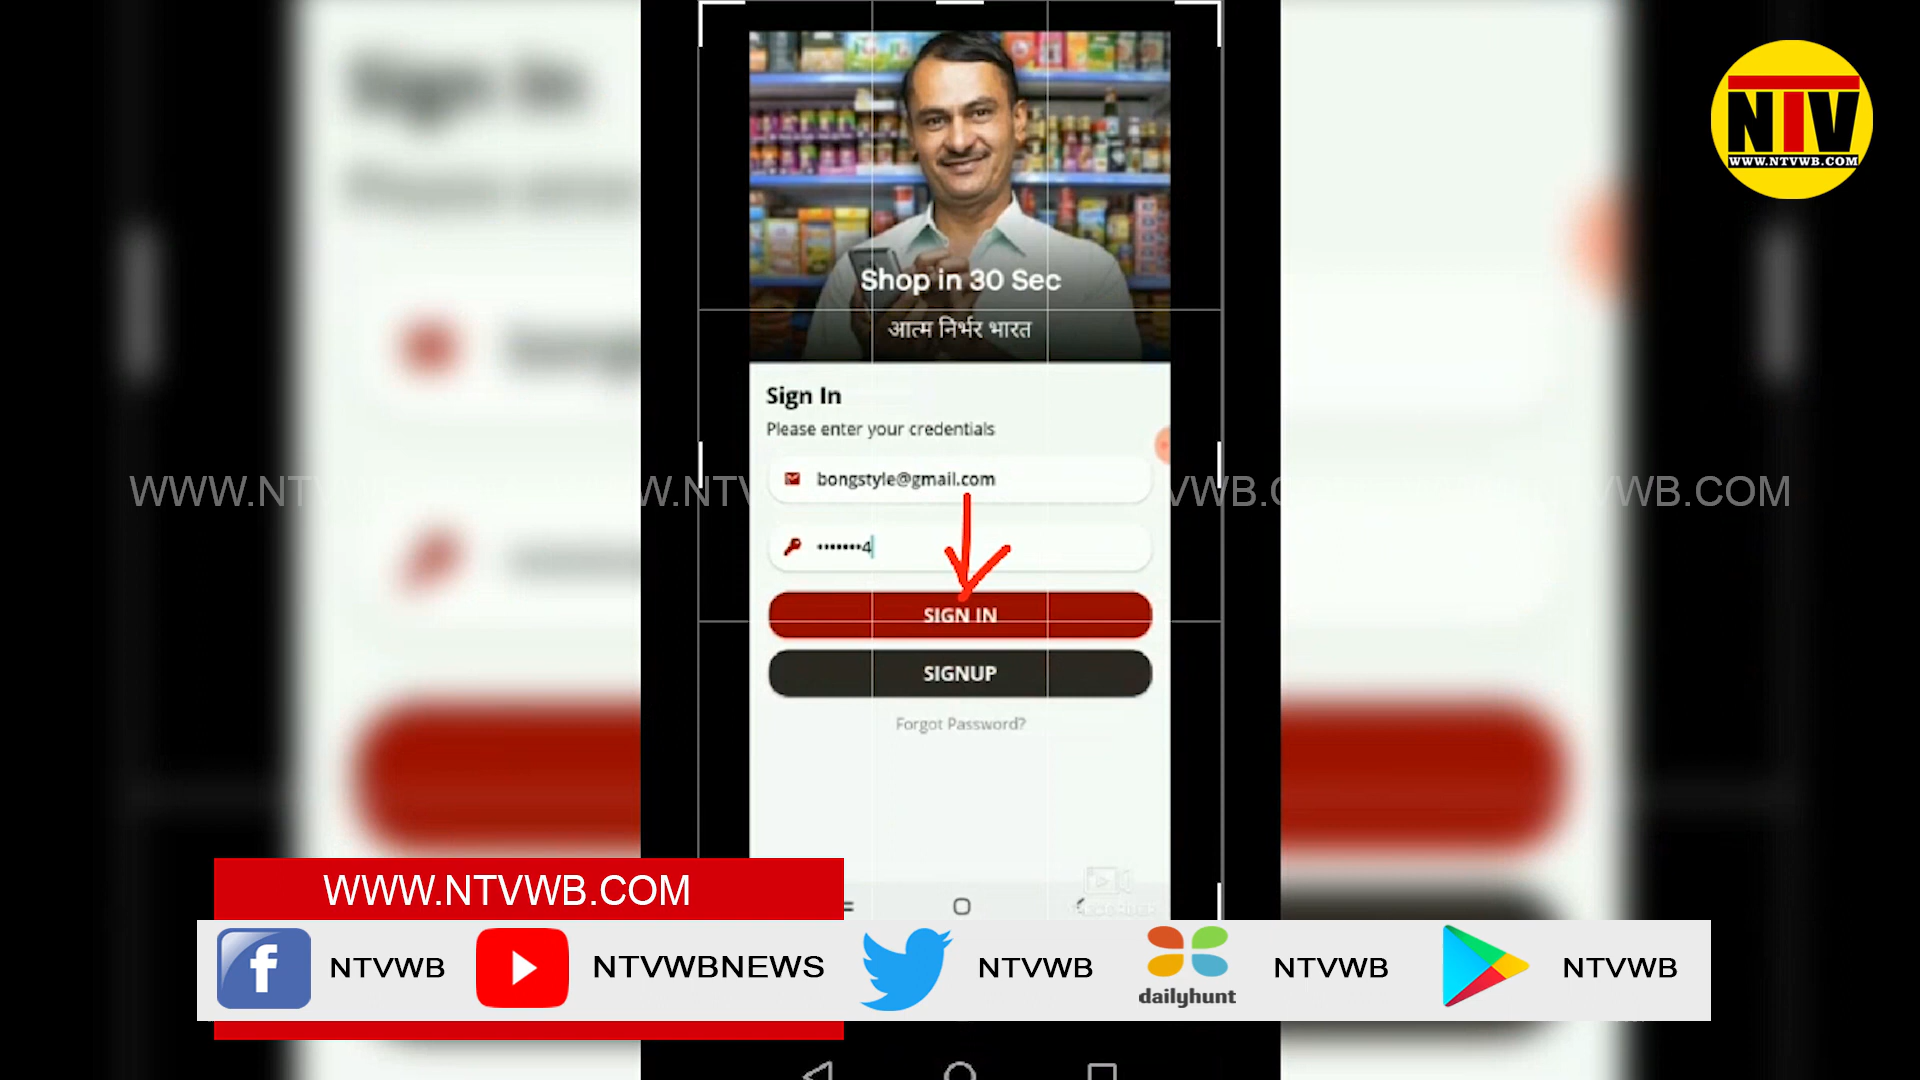 NTV
WWW.NTVWB.COM
Shop in 30 Sec
आत्म निर्भर भारत
Sign In
Please enter your credentials
bongstyle@gmail.com
•••••••4
SIGN IN
SIGNUP
Forgot Password?
WWW.NTVWB.COM
NTVWB
NTVWBNEWS
NTVWB
dailyhunt
NTVWB
NTVWB